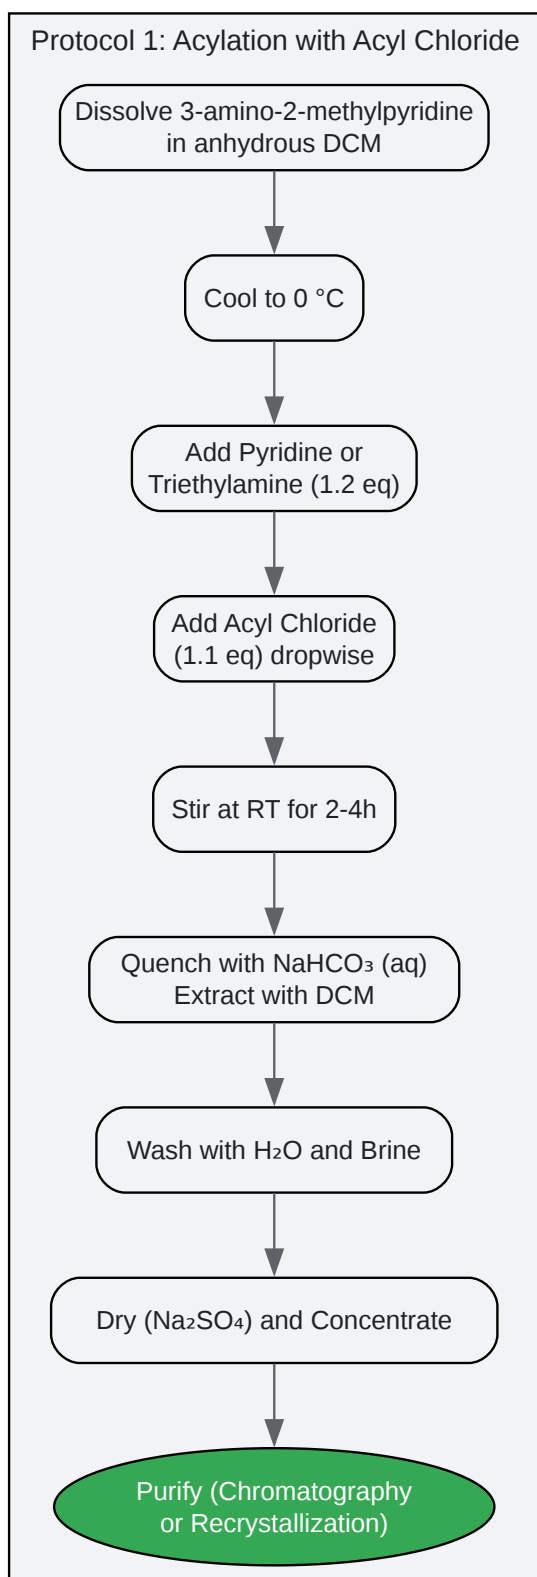 Protocol 1: Acylation with Acyl Chloride
Dissolve 3-amino-2-methylpyridine
in anhydrous DCM
Cool to 0 °C
Add Pyridine or
Triethylamine (1.2 eq)
Add Acyl Chloride
(1.1 eq) dropwise
Stir at RT for 2-4h
Quench with NaHCO₃ (aq)
Extract with DCM
Wash with H₂O and Brine
Dry (Na₂SO₄) and Concentrate
Purify (Chromatography
or Recrystallization)